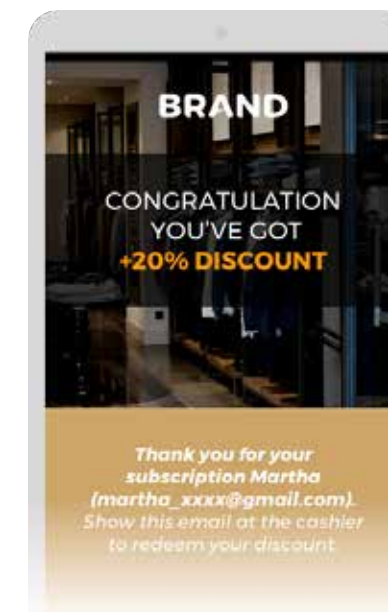 BRAND
CONGRATULATION
YOU'VE GOT
+20% DISCOUNT
Thank you for your
subscription Martha
(martha_xxxx@gmail.com).
Show this email at the cashier
to redeem your discount.